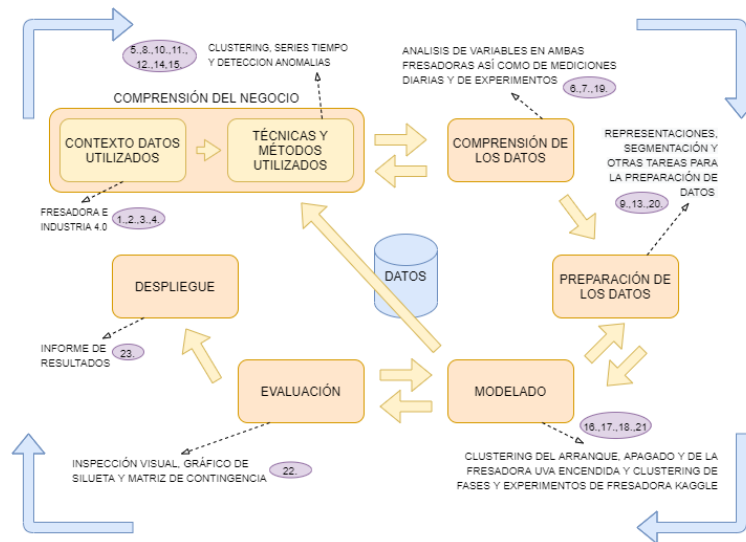 5.,8.,10.,11.,
12.,14,15.
CLUSTERING, SERIES TIEMPO
Y DETECCION ANOMALIAS
COMPRENSIÓN DEL NEGOCIO
CONTEXTO DATOS
UTILIZADOS
TÉCNICAS Y
MÉTODOS
UTILIZADOS
FRESADORA E
INDUSTRIA 4.0
1.,2.,3.,4.
ANALISIS DE VARIABLES EN AMBAS
FRESADORAS ASÍ COMO DE MEDICIONES
DIARIAS Y DE EXPERIMENTOS
6.,7.,19.
COMPRENSIÓN DE
LOS DATOS
REPRESENTACIONES,
SEGMENTACIÓN Y
OTRAS TAREAS PARA
LA PREPARACIÓN DE
DATOS
9.,13.,20.
DATOS
PREPARACIÓN DE
LOS DATOS
DESPLIEGUE
INFORME DE
RESULTADOS
23.
EVALUACIÓN
MODELADO
INSPECCIÓN VISUAL, GRÁFICO DE
SILUETA Y MATRIZ DE CONTINGENCIA
22.
16.,17.,18.,21
CLUSTERING DEL ARRANQUE, APAGADO Y DE LA
FRESADORA UVA ENCENDIDA Y CLUSTERING DE
FASES Y EXPERIMENTOS DE FRESADORA KAGGLE